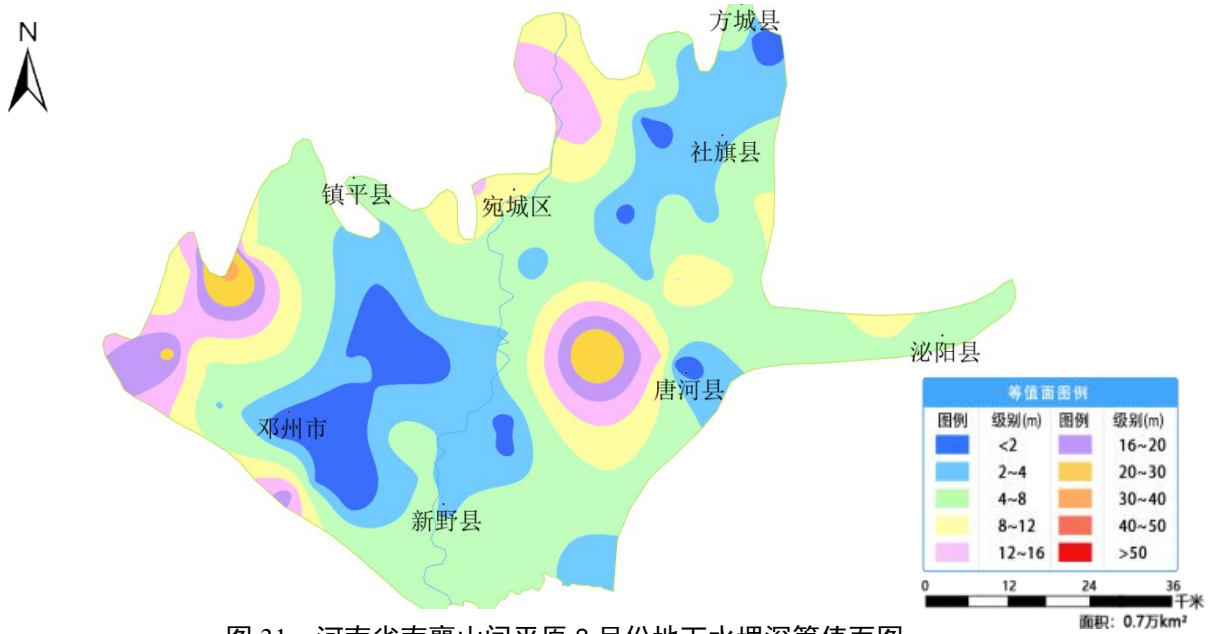 N
方城县
社旗县
镇平县
宛城区
泌阳县
唐河县
邓州市
新野县
等值面图例
图例 级别(m) 图例 级别(m)
<2 16~20
2~4 20~30
4~8 30~40
8~12 40~50
12~16 >50
0 12 24 36
千米
面积：0.7万km²